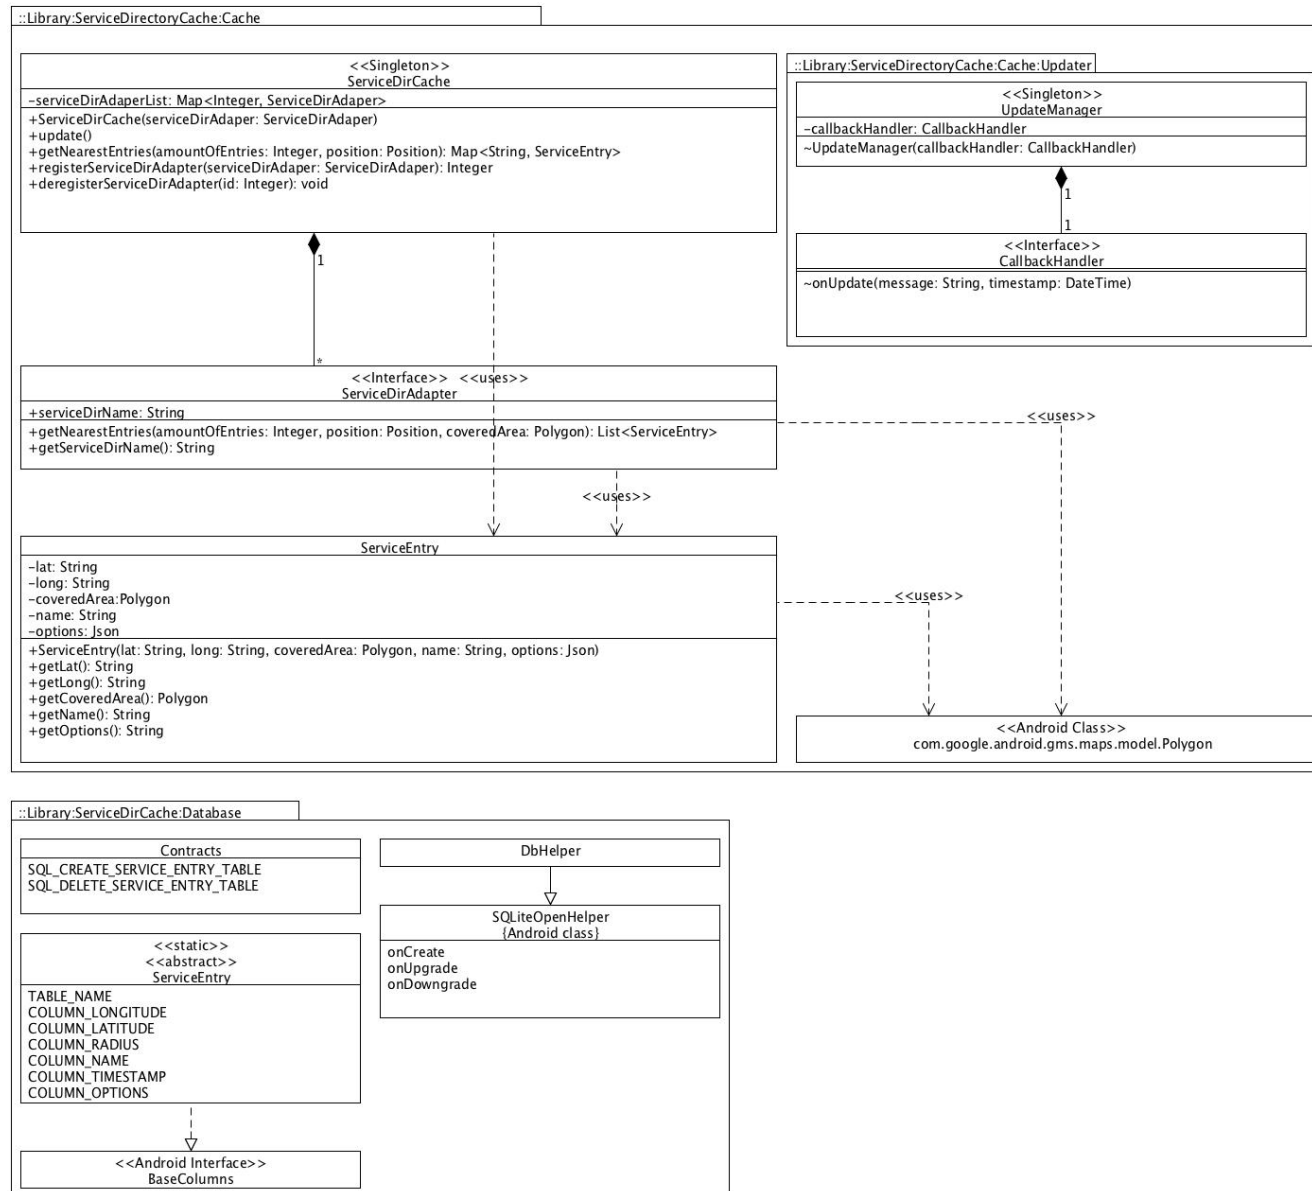 ::Library:ServiceDirectoryCache:Cache
<<Singleton>>
ServiceDirCache
-serviceDirAdaperList: Map<Integer, ServiceDirAdaper>
+ServiceDirCache(serviceDirAdaper: ServiceDirAdaper)
+update()
+getNearestEntries(amountOfEntries: Integer, position: Position): Map<String, ServiceEntry>
+registerServiceDirAdapter(serviceDirAdaper: ServiceDirAdaper): Integer
+deregisterServiceDirAdapter(id: Integer): void
::Library:ServiceDirectoryCache:Cache:Updater
<<Singleton>>
UpdateManager
-callbackHandler: CallbackHandler
~UpdateManager(callbackHandler: CallbackHandler)
1
1
<<Interface>>
CallbackHandler
~onUpdate(message: String, timestamp: DateTime)
1
*
<<Interface>> <<uses>>
ServiceDirAdapter
+serviceDirName: String
+getNearestEntries(amountOfEntries: Integer, position: Position, coveredArea: Polygon): List<ServiceEntry>
+getServiceDirName(): String
<<uses>>
<<uses>>
ServiceEntry
-lat: String
-long: String
-coveredArea:Polygon
-name: String
-options: Json
+ServiceEntry(lat: String, long: String, coveredArea: Polygon, name: String, options: Json)
+getLat(): String
+getLong(): String
+getCoveredArea(): Polygon
+getName(): String
+getOptions(): String
<<uses>>
<<Android Class>>
com.google.android.gms.maps.model.Polygon
::Library:ServiceDirCache:Database
Contracts
SQL_CREATE_SERVICE_ENTRY_TABLE
SQL_DELETE_SERVICE_ENTRY_TABLE
DbHelper
SQLiteOpenHelper
{Android class}
onCreate
onUpgrade
onDowngrade
<<static>>
<<abstract>>
ServiceEntry
TABLE_NAME
COLUMN_LONGITUDE
COLUMN_LATITUDE
COLUMN_RADIUS
COLUMN_NAME
COLUMN_TIMESTAMP
COLUMN_OPTIONS
<<Android Interface>>
BaseColumns